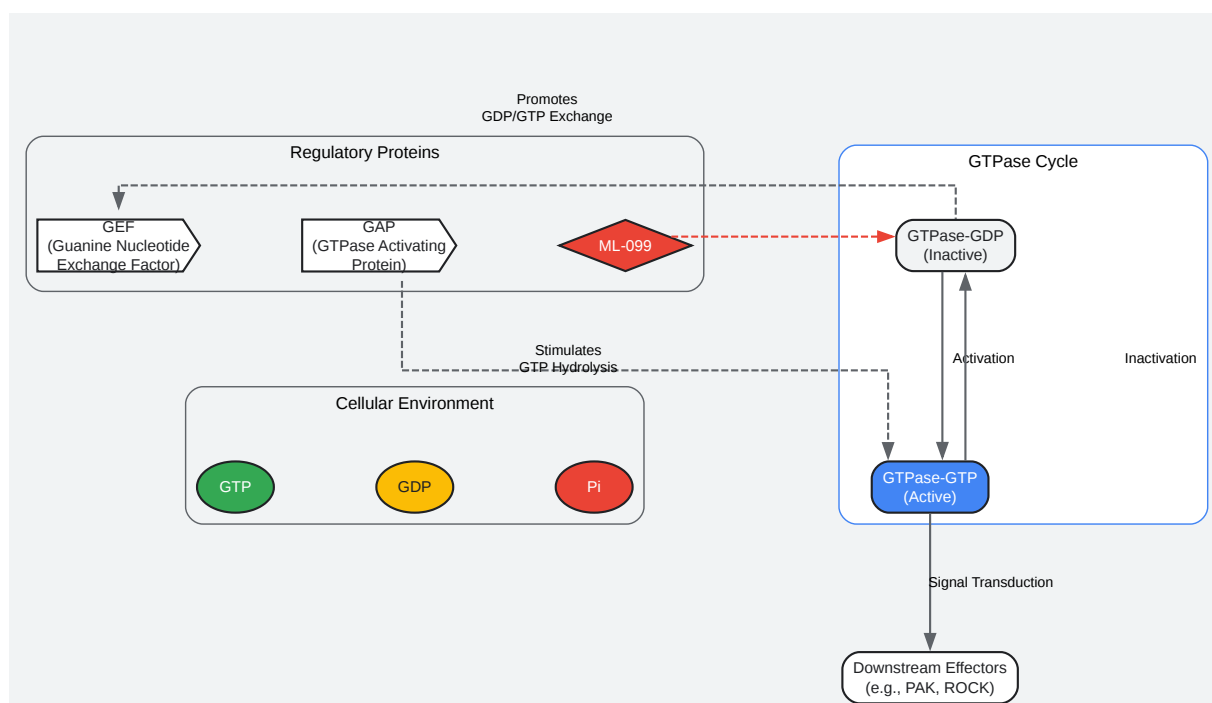 Promotes
GDP/GTP Exchange
Regulatory Proteins
GTPase Cycle
GEF
(Guanine Nucleotide
Exchange Factor)
GAP
(GTPase Activating
Protein)
ML-099
GTPase-GDP
(Inactive)
Stimulates
GTP Hydrolysis
Activation
Inactivation
Cellular Environment
GTP
GDP
Pi
GTPase-GTP
(Active)
Signal Transduction
Downstream Effectors
(e.g., PAK, ROCK)